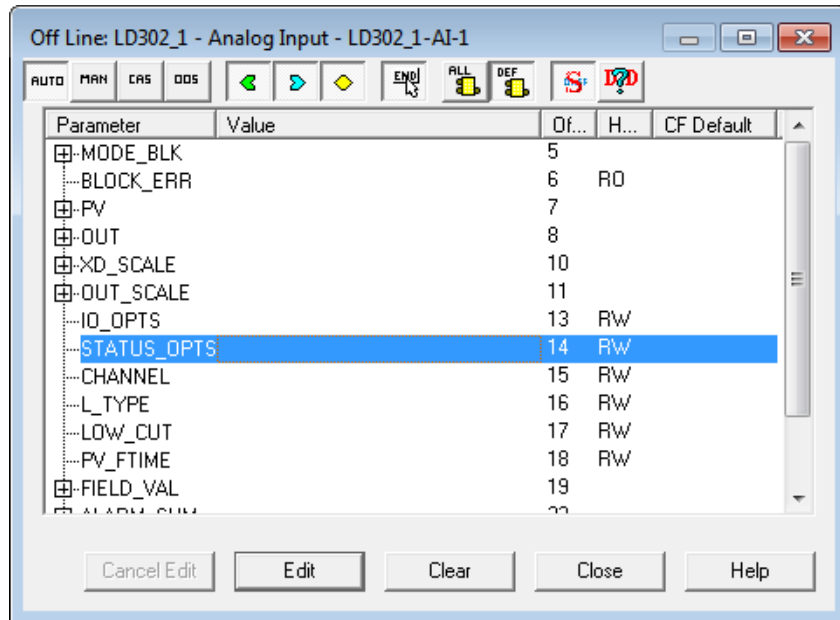 Off Line: LD302_1 - Analog Input - LD302_1-AI-1
AUTO MAN CAS OOS END ALL DEF S DD?
Parameter Value Of... H... CF Default
MODE_BLK 5
BLOCK_ERR 6 RO
PV 7
OUT 8
XD_SCALE 10
OUT_SCALE 11
IO_OPTS 13 RW
STATUS_OPTS 14 RW
CHANNEL 15 RW
L_TYPE 16 RW
LOW_CUT 17 RW
PV_FTIME 18 RW
FIELD_VAL 19
ALARM_SUM 22
Cancel Edit Edit Clear Close Help